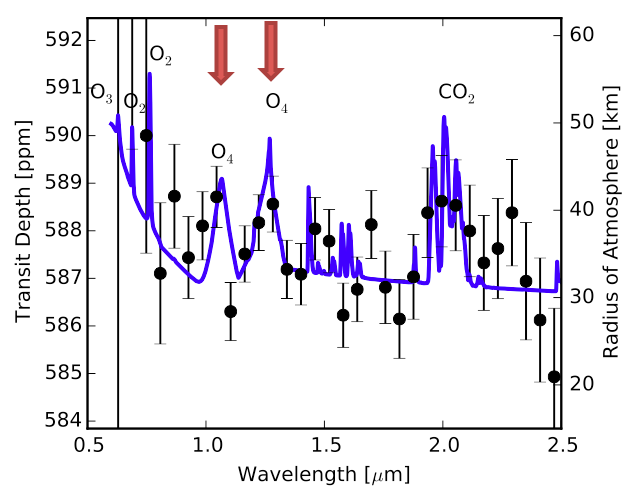 592
591
590
589
588
587
586
585
584
Transit Depth [ppm]
O3
O2
O2
O4
O4
CO2
60
50
40
30
20
Radius of Atmosphere [km]
0.5 1.0 1.5 2.0 2.5
Wavelength [μm]